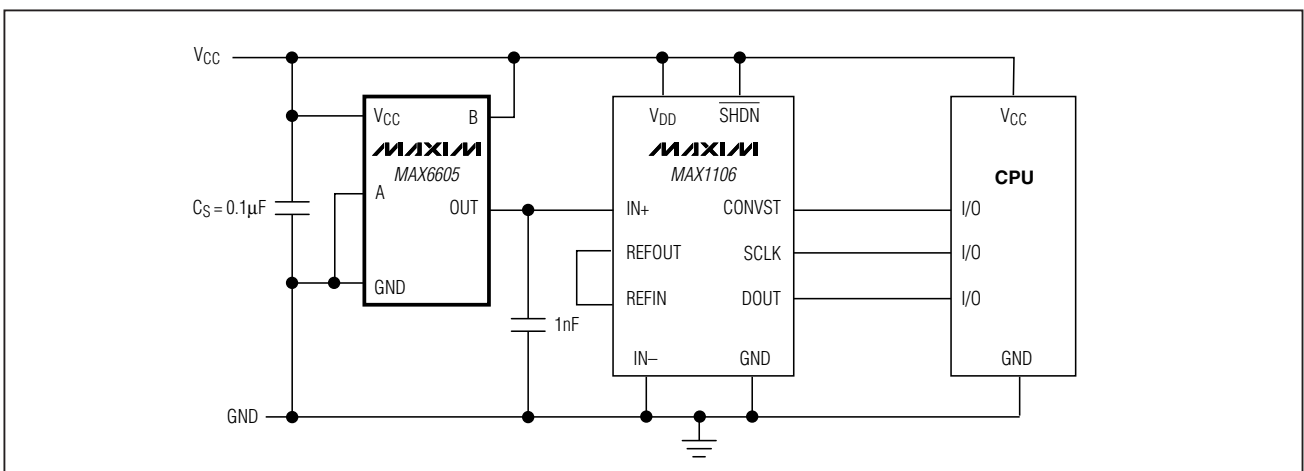 VCC
VCC
B
MAXIM
MAX6605
A
OUT
GND
CS = 0.1µF
1nF
GND
VDD
SHDN
MAXIM
MAX1106
IN+
CONVST
REFOUT
SCLK
REFIN
DOUT
IN–
GND
VCC
CPU
I/O
I/O
I/O
GND